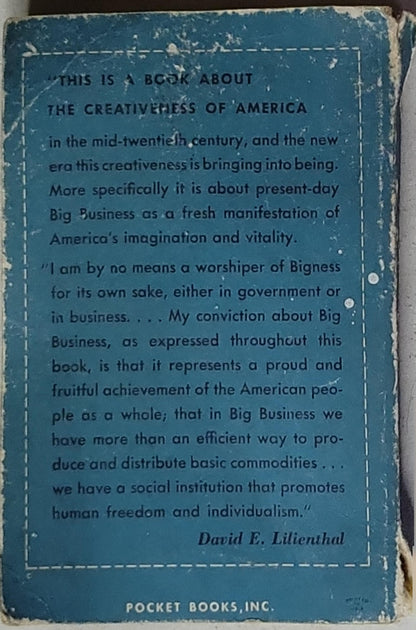 "THIS IS A BOOK ABOUT
THE CREATIVENESS OF AMERICA
in the mid-twentieth century, and the new
era this creativeness is bringing into being.
More specifically it is about present-day
Big Business as a fresh manifestation of
America's imagination and vitality.
"I am by no means a worshiper of Bigness
for its own sake, either in government or
in business. . . . My conviction about Big
Business, as expressed throughout this
book, is that it represents a proud and
fruitful achievement of the American peo-
ple as a whole; that in Big Business we
have more than an efficient way to pro-
duce and distribute basic commodities . . .
we have a social institution that promotes
human freedom and individualism."
David E. Lilienthal
POCKET BOOKS, INC.